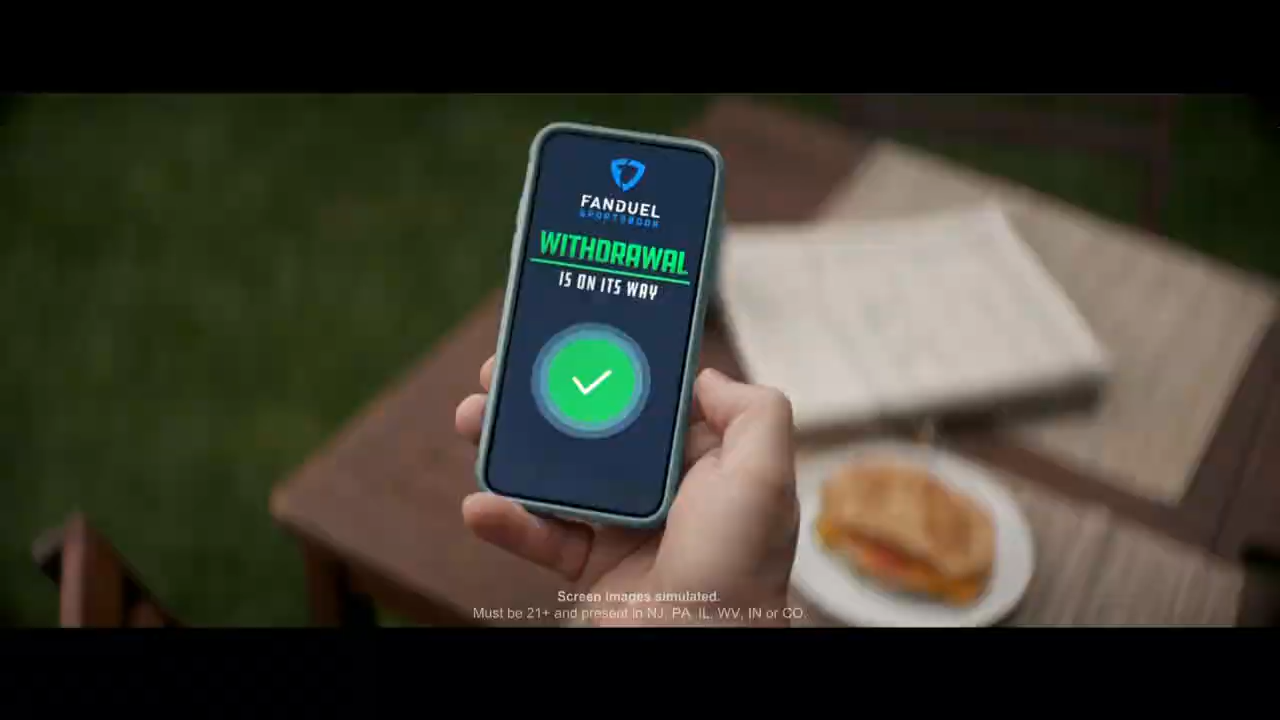 FANDUEL
SPORTSBOOK
WITHDRAWAL
IS ON ITS WAY
Screen images simulated.
Must be 21+ and present in NJ, PA, IL, WV, IN or CO.